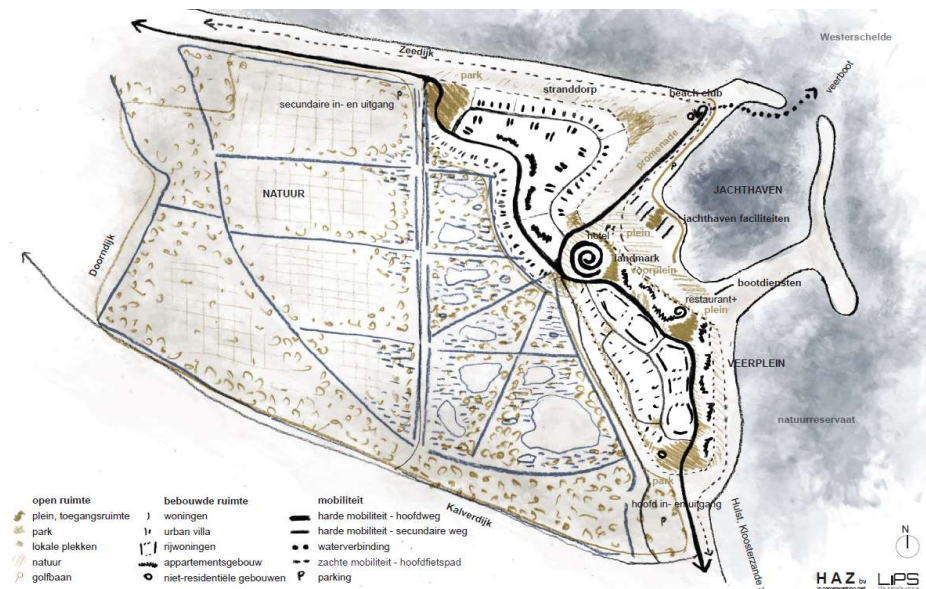 Westerschelde
Zeedijk
park
stranddorp
beach club
veerboot
secundaire in- en uitgang
P
promenade
P
NATUUR
JACHTHAVEN
jachthaven faciliteiten
plein
hotel
landmark
voorplein
Doorndijk
bootdiensten
restaurant+
plein
VEERPLEIN
natuurreservaat
park
hoofd in- en uitgang
P
Kalverdijk
Hulst, Kloosterzande
open ruimte
plein, toegangsruimte
park
lokale plekken
natuur
golfbaan
bebouwde ruimte
woningen
urban villa
rijwoningen
appartementsgebouw
niet-residentiële gebouwen
mobiliteit
harde mobiliteit - hoofdweg
harde mobiliteit - secundaire weg
waterverbinding
zachte mobiliteit - hoofdfietspad
P parking
N
HAZ bv
LiPS